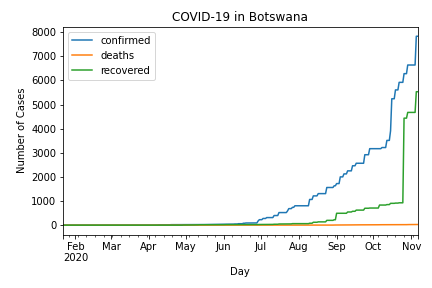 COVID-19 in Botswana
confirmed
deaths
recovered
Number of Cases
8000
7000
6000
5000
4000
3000
2000
1000
0
Feb Mar Apr May Jun Jul Aug Sep Oct Nov
2020
Day